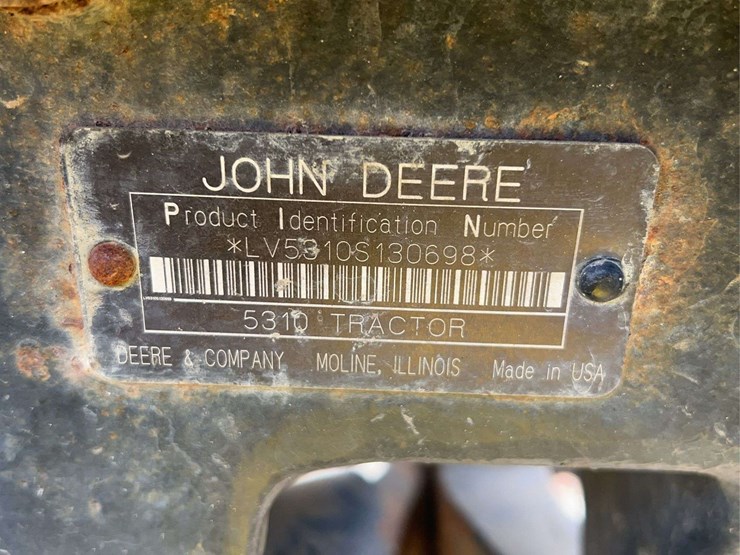 JOHN DEERE
Product Identification Number
*LV5310S130698*
5310 TRACTOR
DEERE & COMPANY MOLINE, ILLINOIS Made in USA